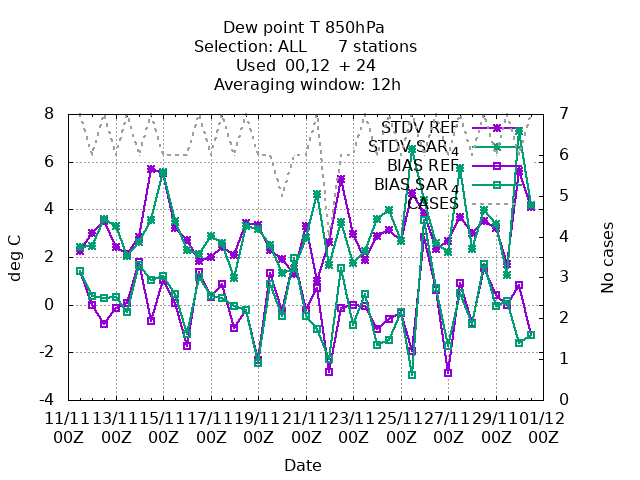 Dew point T 850hPa
Selection: ALL 7 stations
Used 00,12 + 24
Averaging window: 12h
STDV REF
STDV SAR_4
BIAS REF
BIAS SAR_4
CASES
8
6
4
2
0
-2
-4
deg C
7
6
5
4
3
2
1
0
No cases
11/11 13/11 15/11 17/11 19/11 21/11 23/11 25/11 27/11 29/11 01/12
00Z 00Z 00Z 00Z 00Z 00Z 00Z 00Z 00Z 00Z 00Z
Date